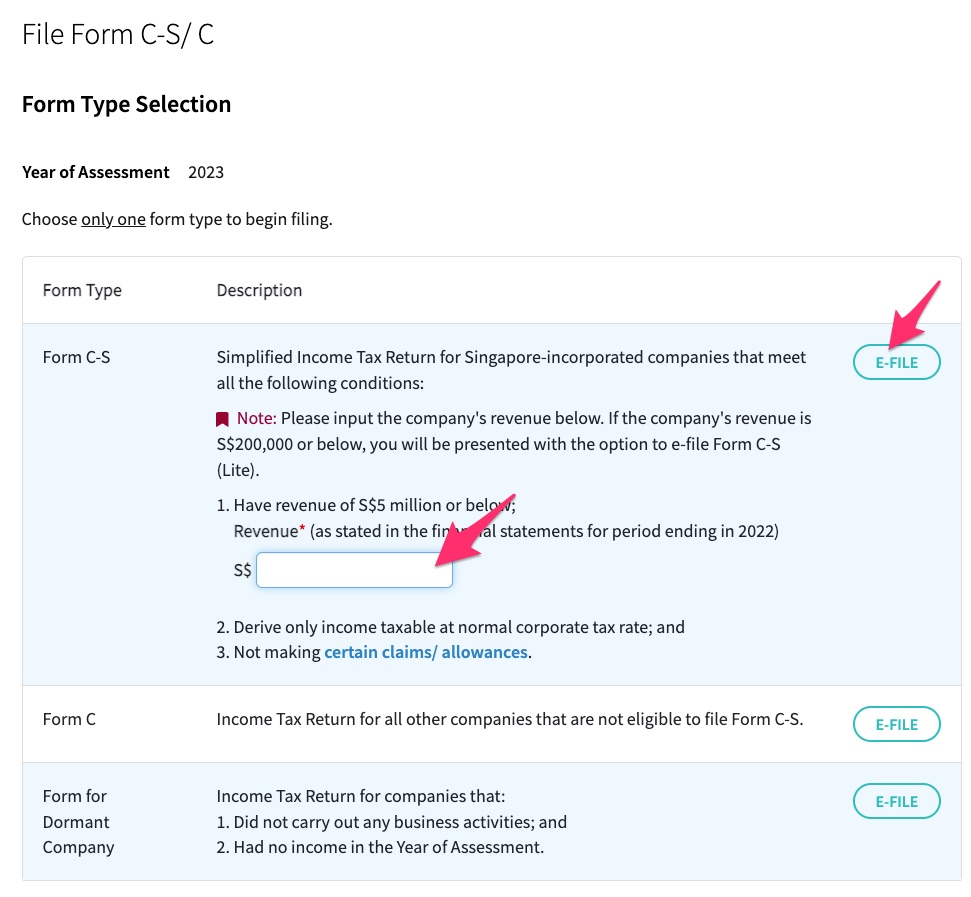 File Form C-S/ C
Form Type Selection
Year of Assessment 2023
Choose only one form type to begin filing.
Form Type Description
Form C-S Simplified Income Tax Return for Singapore-incorporated companies that meet E-FILE
all the following conditions:
Note: Please input the company's revenue below. If the company's revenue is
S$200,000 or below, you will be presented with the option to e-file Form C-S
(Lite).
1. Have revenue of S$5 million or below;
Revenue* (as stated in the financial statements for period ending in 2022)
S$
2. Derive only income taxable at normal corporate tax rate; and
3. Not making certain claims/ allowances.
Form C Income Tax Return for all other companies that are not eligible to file Form C-S. E-FILE
Form for Income Tax Return for companies that: E-FILE
Dormant 1. Did not carry out any business activities; and
Company 2. Had no income in the Year of Assessment.